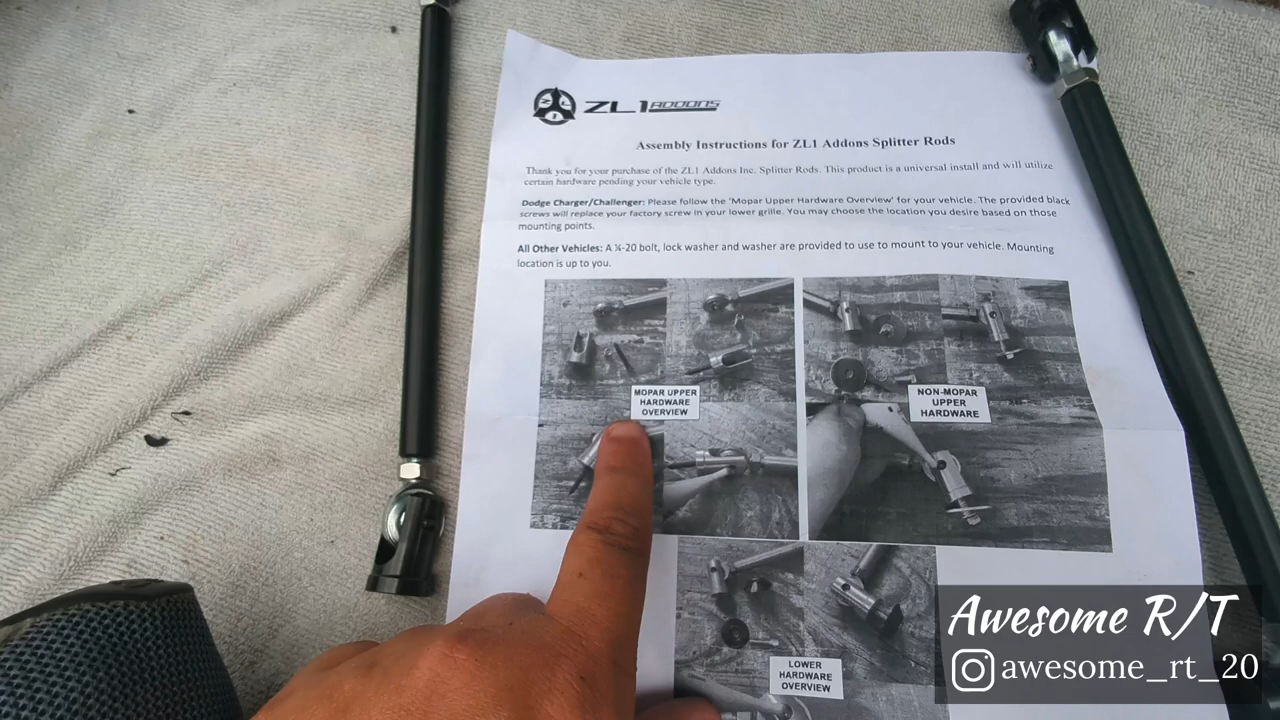 ZL1 ADDONS
Assembly Instructions for ZL1 Addons Splitter Rods
Thank you for your purchase of the ZL1 Addons Inc. Splitter Rods. This product is a universal install and will utilize
certain hardware pending your vehicle type.
Dodge Charger/Challenger: Please follow the 'Mopar Upper Hardware Overview' for your vehicle. The provided black
screws will replace your factory screw in your lower grille. You may choose the location you desire based on those
mounting points.
All Other Vehicles: A ¼-20 bolt, lock washer and washer are provided to use to mount to your vehicle. Mounting
location is up to you.
MOPAR UPPER
HARDWARE
OVERVIEW
NON-MOPAR
UPPER
HARDWARE
LOWER
HARDWARE
OVERVIEW
Awesome R/T
awesome_rt_20